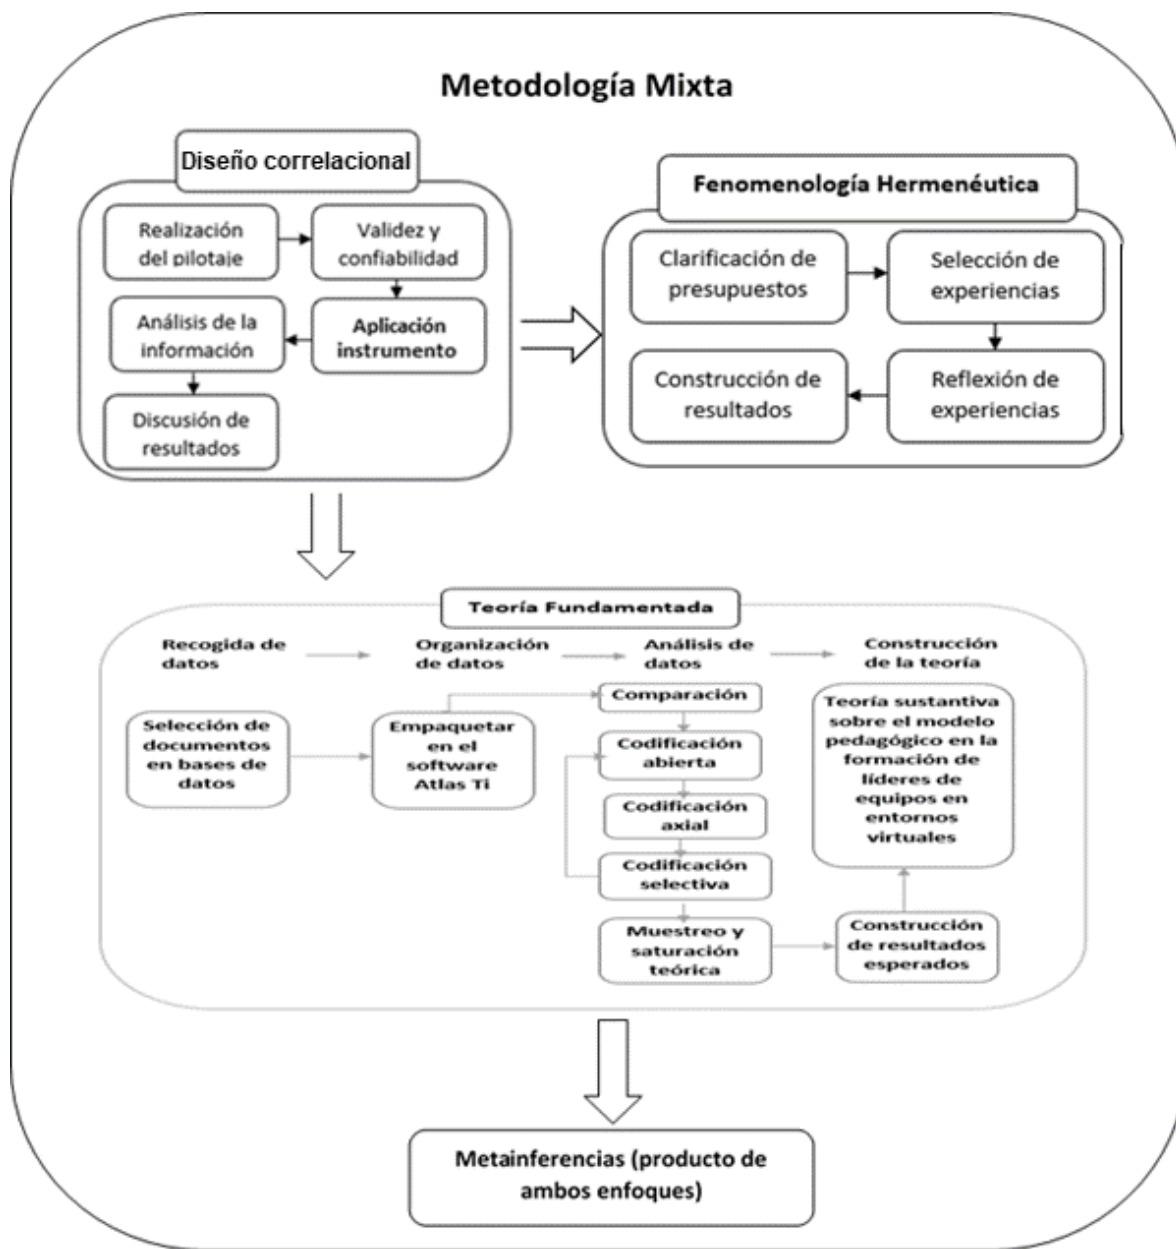 Metodología Mixta
Diseño correlacional
Realización
del pilotaje
Validez y
confiabilidad
Análisis de la
información
Aplicación
instrumento
Discusión de
resultados
Fenomenología Hermenéutica
Clarificación de
presupuestos
Selección de
experiencias
Construcción de
resultados
Reflexión de
experiencias
Teoría Fundamentada
Recogida de
datos
Organización
de datos
Análisis de
datos
Construcción
de la teoría
Selección de
documentos
en bases de
datos
Empaquetar
en el
software
Atlas Ti
Comparación
Codificación
abierta
Codificación
axial
Codificación
selectiva
Muestreo y
saturación
teórica
Teoría sustantiva
sobre el modelo
pedagógico en la
formación de
líderes de
equipos en
entornos
virtuales
Construcción
de resultados
esperados
Metainferencias (producto de
ambos enfoques)